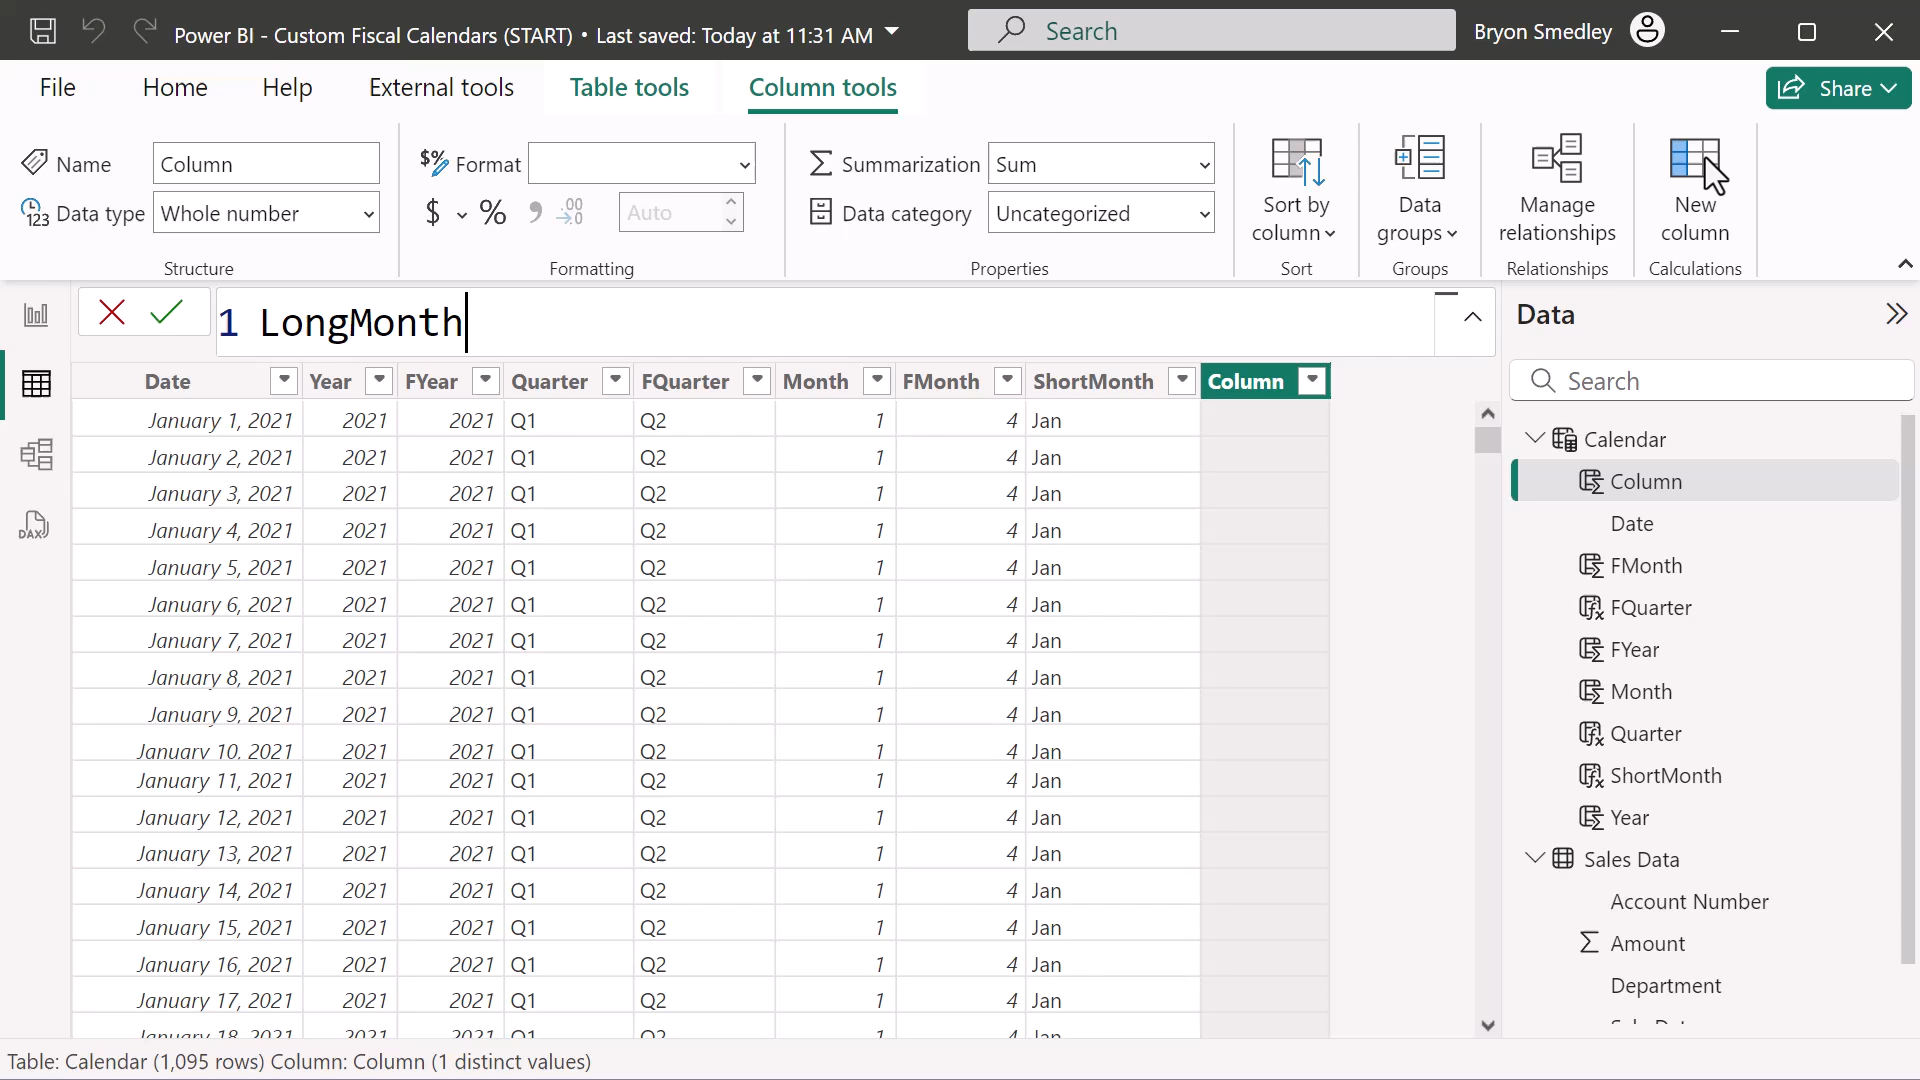 Power BI - Custom Fiscal Calendars (START) • Last saved: Today at 11:31 AM
Search
Bryon Smedley
File Home Help External tools Table tools Column tools Share
Name Column
Data type Whole number
Structure
Format
$ % 9 .00 Auto
Formatting
Summarization Sum
Data category Uncategorized
Properties
Sort by
column
Sort
Data
groups
Groups
Manage
relationships
Relationships
New
column
Calculations
1 LongMonth
Date Year FYear Quarter FQuarter Month FMonth ShortMonth Column
January 1, 2021 2021 2021 Q1 Q2 1 4 Jan
January 2, 2021 2021 2021 Q1 Q2 1 4 Jan
January 3, 2021 2021 2021 Q1 Q2 1 4 Jan
January 4, 2021 2021 2021 Q1 Q2 1 4 Jan
January 5, 2021 2021 2021 Q1 Q2 1 4 Jan
January 6, 2021 2021 2021 Q1 Q2 1 4 Jan
January 7, 2021 2021 2021 Q1 Q2 1 4 Jan
January 8, 2021 2021 2021 Q1 Q2 1 4 Jan
January 9, 2021 2021 2021 Q1 Q2 1 4 Jan
January 10, 2021 2021 2021 Q1 Q2 1 4 Jan
January 11, 2021 2021 2021 Q1 Q2 1 4 Jan
January 12, 2021 2021 2021 Q1 Q2 1 4 Jan
January 13, 2021 2021 2021 Q1 Q2 1 4 Jan
January 14, 2021 2021 2021 Q1 Q2 1 4 Jan
January 15, 2021 2021 2021 Q1 Q2 1 4 Jan
January 16, 2021 2021 2021 Q1 Q2 1 4 Jan
January 17, 2021 2021 2021 Q1 Q2 1 4 Jan
January 18, 2021 2021 2021 Q1 Q2 1 4 Jan
Data
Search
Calendar
Column
Date
FMonth
FQuarter
FYear
Month
Quarter
ShortMonth
Year
Sales Data
Account Number
Amount
Department
Table: Calendar (1,095 rows) Column: Column (1 distinct values)